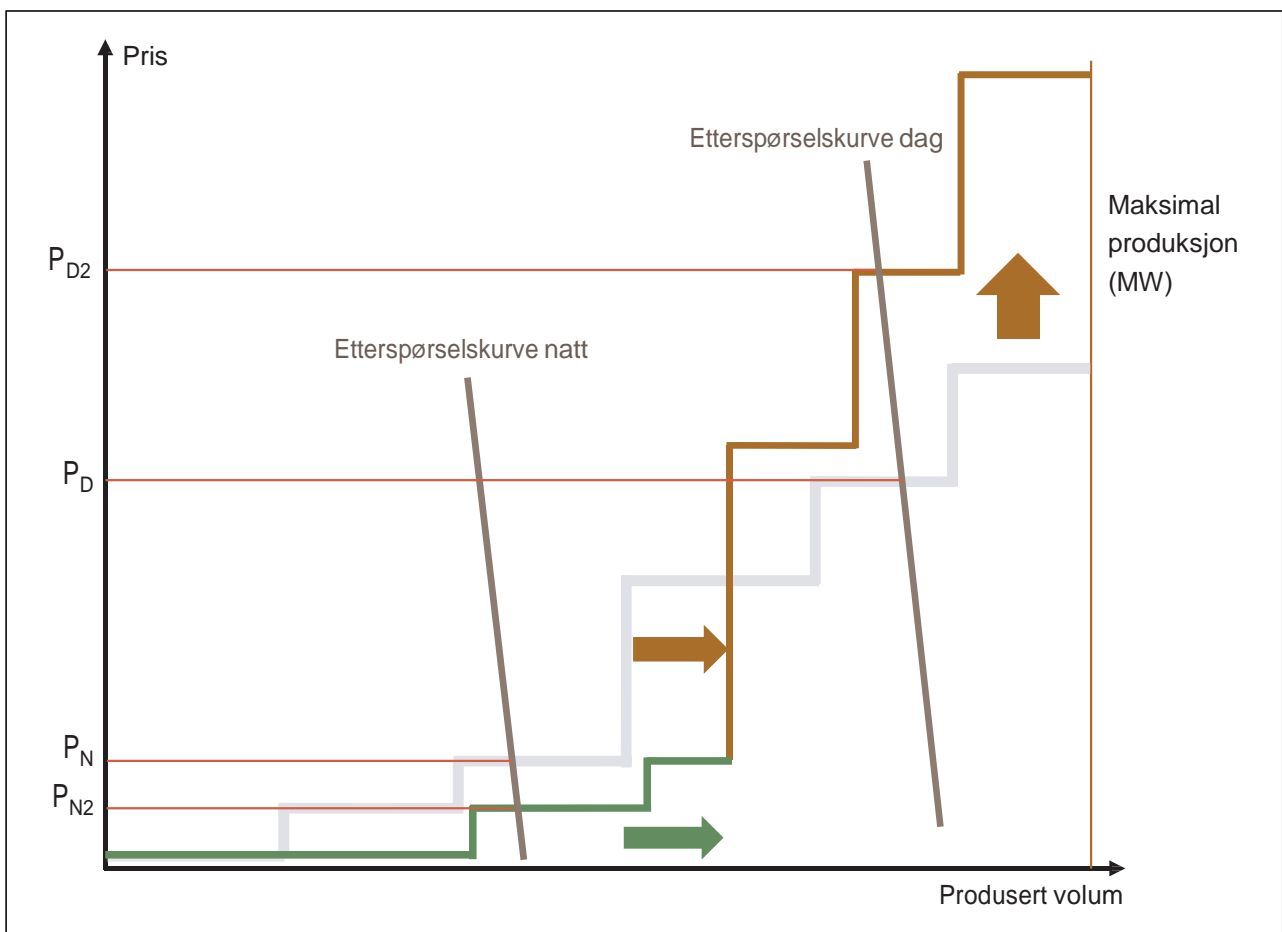 Pris
Etterspørselskurve dag
Maksimal
produksjon
(MW)
PD2
Etterspørselskurve natt
PD
PN
PN2
Produsert volum